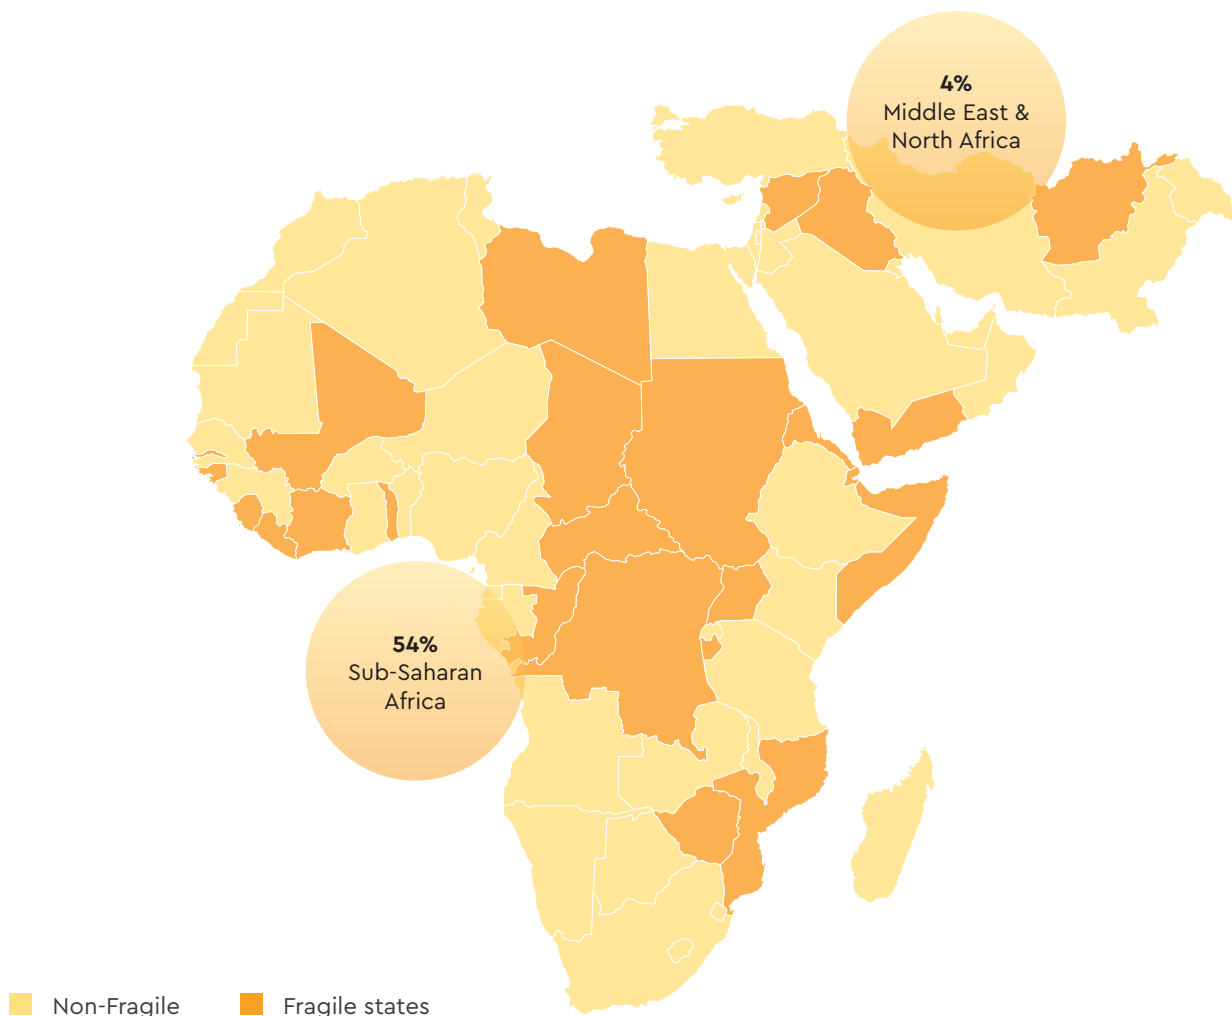 4%
Middle East &
North Africa
54%
Sub-Saharan
Africa
Non-Fragile
Fragile states